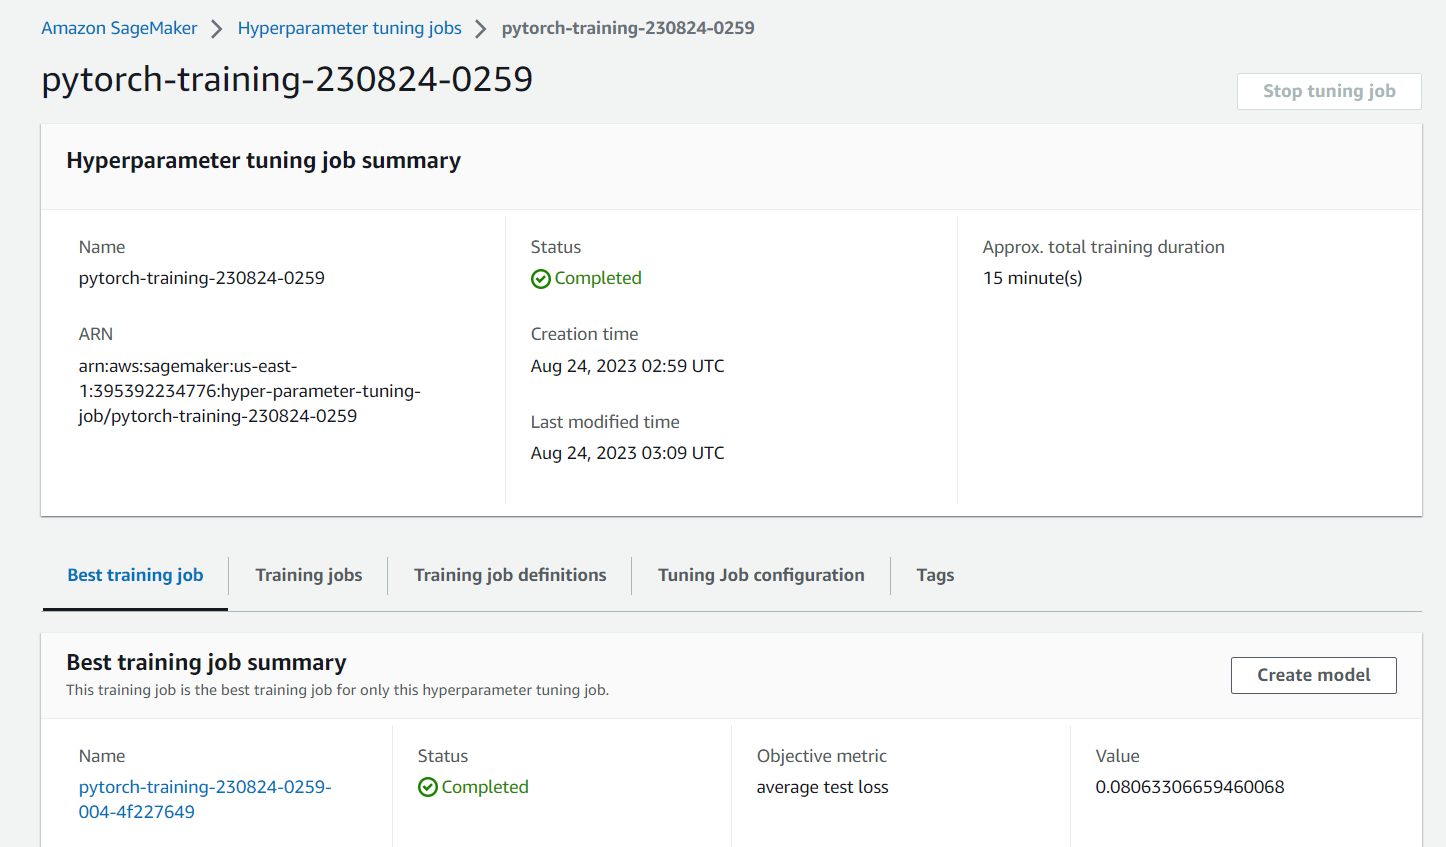 Amazon SageMaker > Hyperparameter tuning jobs > pytorch-training-230824-0259
pytorch-training-230824-0259
Stop tuning job
Hyperparameter tuning job summary
Name
pytorch-training-230824-0259
ARN
arn:aws:sagemaker:us-east-
1:395392234776:hyper-parameter-tuning-
job/pytorch-training-230824-0259
Status
Completed
Creation time
Aug 24, 2023 02:59 UTC
Last modified time
Aug 24, 2023 03:09 UTC
Approx. total training duration
15 minute(s)
Best training job
Training jobs
Training job definitions
Tuning Job configuration
Tags
Best training job summary
This training job is the best training job for only this hyperparameter tuning job.
Create model
Name
pytorch-training-230824-0259-
004-4f227649
Status
Completed
Objective metric
average test loss
Value
0.08063306659460068